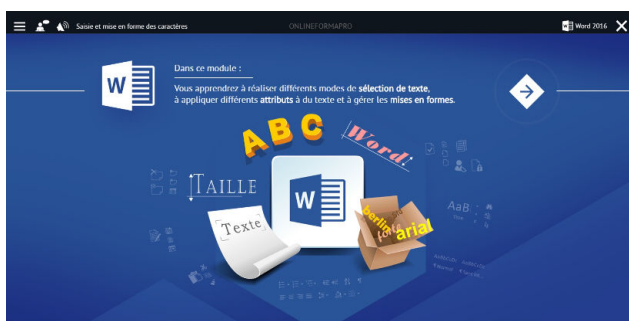 Saisie et mise en forme des caractères
ONLINEFORMAPRO
Word 2016
Dans ce module :
Vous apprendrez à réaliser différents modes de sélection de texte,
à appliquer différents attributs à du texte et à gérer les mises en formes.
W
ABC
Word
TAILLE
W
Texte
berlin
arial
AaB